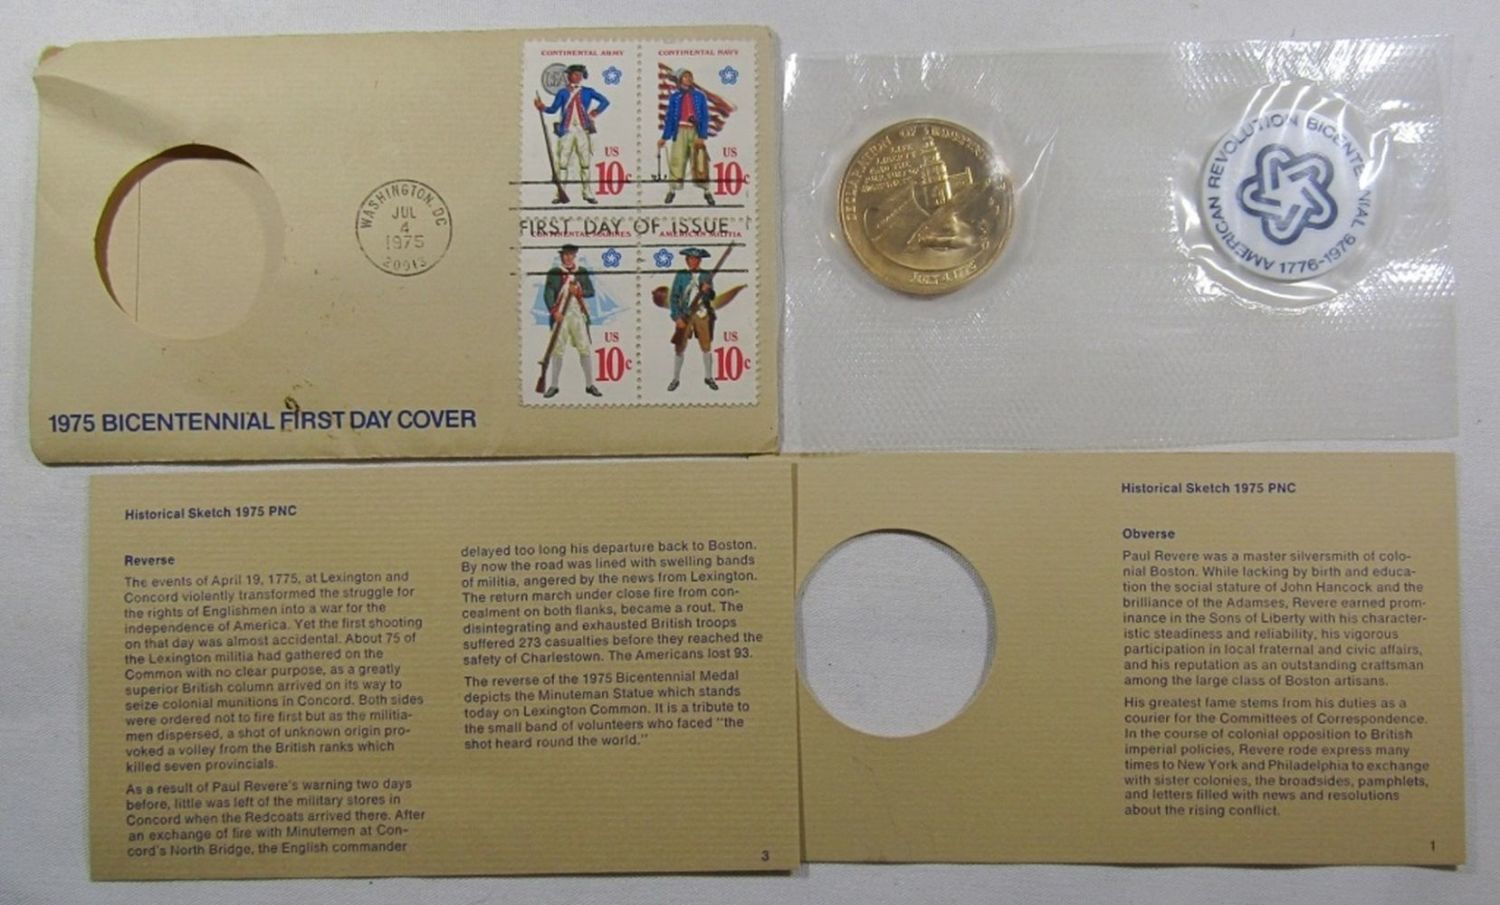 CONTINENTAL ARMY
CONTINENTAL NAVY
US
10c
US
10c
WASHINGTON, DC
JUL
4
1975
20013
FIRST DAY OF ISSUE
CONTINENTAL MARINES
AMERICAN MILITIA
US
10c
US
10c
1975 BICENTENNIAL FIRST DAY COVER
DECLARATION OF
LIFE
LIBERTY
AND THE
JULY 4, 1776
AMERICAN REVOLUTION BICENTENNIAL 1776-1976
Historical Sketch 1975 PNC
Reverse
The events of April 19, 1775, at Lexington and
Concord violently transformed the struggle for
the rights of Englishmen into a war for the
independence of America. Yet the first shooting
on that day was almost accidental. About 75 of
the Lexington militia had gathered on the
Common with no clear purpose, as a greatly
superior British column arrived on its way to
seize colonial munitions in Concord. Both sides
were ordered not to fire first but as the militia-
men dispersed, a shot of unknown origin pro-
voked a volley from the British ranks which
killed seven provincials.
As a result of Paul Revere's warning two days
before, little was left of the military stores in
Concord when the Redcoats arrived there. After
an exchange of fire with Minutemen at Con-
cord's North Bridge, the English commander
delayed too long his departure back to Boston.
By now the road was lined with swelling bands
of militia, angered by the news from Lexington.
The return march under close fire from con-
cealment on both flanks, became a rout. The
disintegrating and exhausted British troops
suffered 273 casualties before they reached the
safety of Charlestown. The Americans lost 93.
The reverse of the 1975 Bicentennial Medal
depicts the Minuteman Statue which stands
today on Lexington Common. It is a tribute to
the small band of volunteers who faced "the
shot heard round the world."
3
Historical Sketch 1975 PNC
Obverse
Paul Revere was a master silversmith of colo-
nial Boston. While lacking by birth and educa-
tion the social stature of John Hancock and the
brilliance of the Adamses, Revere earned prom-
inance in the Sons of Liberty with his character-
istic steadiness and reliability, his vigorous
participation in local fraternal and civic affairs,
and his reputation as an outstanding craftsman
among the large class of Boston artisans.
His greatest fame stems from his duties as a
courier for the Committees of Correspondence.
In the course of colonial opposition to British
imperial policies, Revere rode express many
times to New York and Philadelphia to exchange
with sister colonies, the broadsides, pamphlets,
and letters filled with news and resolutions
about the rising conflict.
1